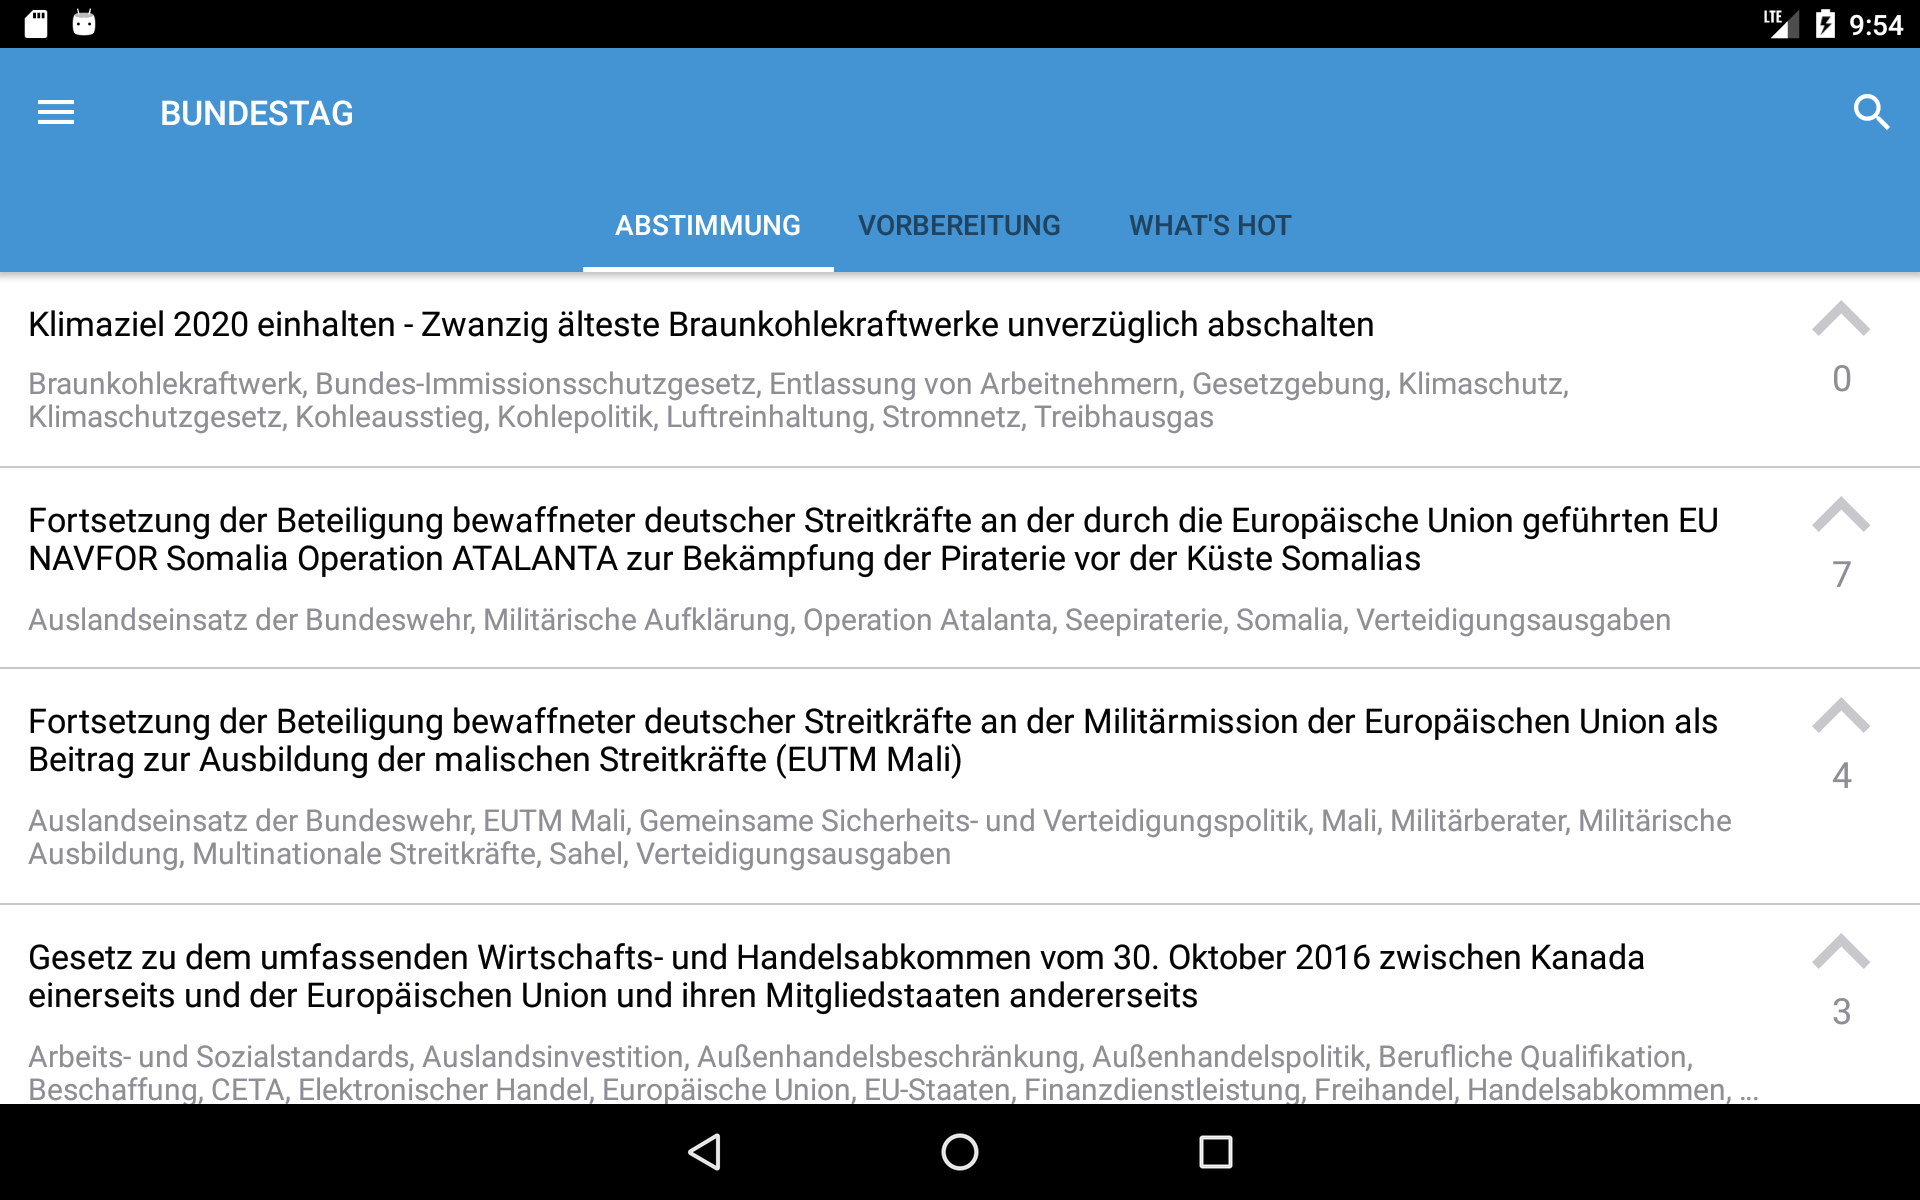 LTE 9:54
BUNDESTAG
ABSTIMMUNG VORBEREITUNG WHAT'S HOT
Klimaziel 2020 einhalten - Zwanzig älteste Braunkohlekraftwerke unverzüglich abschalten
Braunkohlekraftwerk, Bundes-Immissionsschutzgesetz, Entlassung von Arbeitnehmern, Gesetzgebung, Klimaschutz,
Klimaschutzgesetz, Kohleausstieg, Kohlepolitik, Luftreinhaltung, Stromnetz, Treibhausgas
0
Fortsetzung der Beteiligung bewaffneter deutscher Streitkräfte an der durch die Europäische Union geführten EU
NAVFOR Somalia Operation ATALANTA zur Bekämpfung der Piraterie vor der Küste Somalias
Auslandseinsatz der Bundeswehr, Militärische Aufklärung, Operation Atalanta, Seepiraterie, Somalia, Verteidigungsausgaben
7
Fortsetzung der Beteiligung bewaffneter deutscher Streitkräfte an der Militärmission der Europäischen Union als
Beitrag zur Ausbildung der malischen Streitkräfte (EUTM Mali)
Auslandseinsatz der Bundeswehr, EUTM Mali, Gemeinsame Sicherheits- und Verteidigungspolitik, Mali, Militärberater, Militärische
Ausbildung, Multinationale Streitkräfte, Sahel, Verteidigungsausgaben
4
Gesetz zu dem umfassenden Wirtschafts- und Handelsabkommen vom 30. Oktober 2016 zwischen Kanada
einerseits und der Europäischen Union und ihren Mitgliedstaaten andererseits
Arbeits- und Sozialstandards, Auslandsinvestition, Außenhandelsbeschränkung, Außenhandelspolitik, Berufliche Qualifikation,
Beschaffung, CETA, Elektronischer Handel, Europäische Union, EU-Staaten, Finanzdienstleistung, Freihandel, Handelsabkommen, ...
3